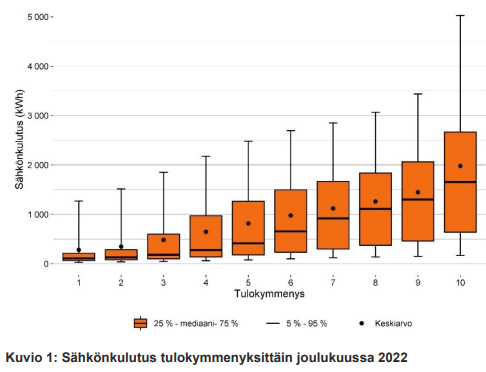 5 000
4 000
3 000
2 000
1 000
0
Sähkönkulutus (kWh)
1 2 3 4 5 6 7 8 9 10
Tulokymmenys
25 % - mediaani- 75 % 5 % - 95 % Keskiarvo
Kuvio 1: Sähkönkulutus tulokymmenyksittäin joulukuussa 2022